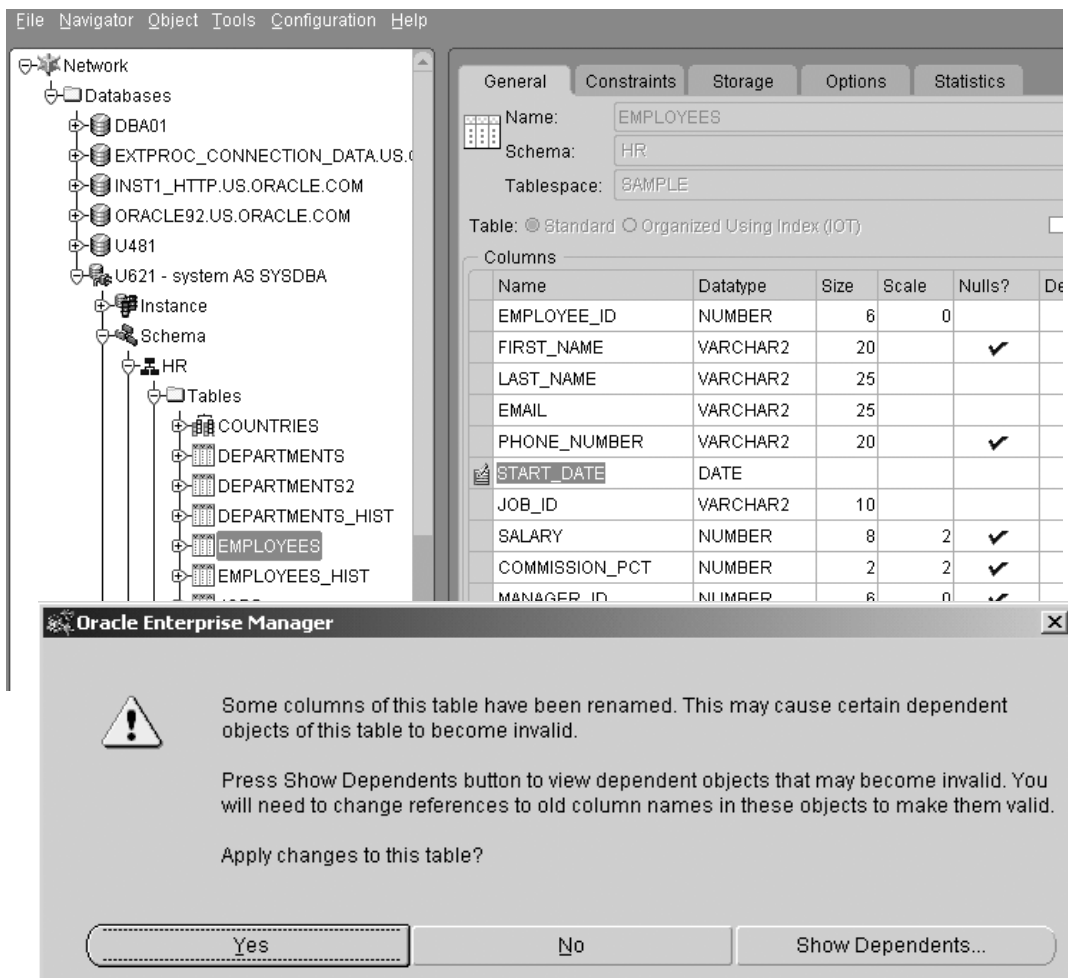 File Navigator Object Tools Configuration Help
Network
Databases
DBA01
EXTPROC_CONNECTION_DATA.US.
INST1_HTTP.US.ORACLE.COM
ORACLE92.US.ORACLE.COM
U481
U621 - system AS SYSDBA
Instance
Schema
HR
Tables
COUNTRIES
DEPARTMENTS
DEPARTMENTS2
DEPARTMENTS_HIST
EMPLOYEES
EMPLOYEES_HIST
General Constraints Storage Options Statistics
Name: EMPLOYEES
Schema: HR
Tablespace: SAMPLE
Table: Standard Organized Using Index (IOT)
Columns
Name Datatype Size Scale Nulls? De
EMPLOYEE_ID NUMBER 6 0
FIRST_NAME VARCHAR2 20 ✔
LAST_NAME VARCHAR2 25
EMAIL VARCHAR2 25
PHONE_NUMBER VARCHAR2 20 ✔
START_DATE DATE
JOB_ID VARCHAR2 10
SALARY NUMBER 8 2 ✔
COMMISSION_PCT NUMBER 2 2 ✔
MANAGER_ID NUMBER 6 0 ✔
Oracle Enterprise Manager
Some columns of this table have been renamed. This may cause certain dependent
objects of this table to become invalid.
Press Show Dependents button to view dependent objects that may become invalid. You
will need to change references to old column names in these objects to make them valid.
Apply changes to this table?
Yes No Show Dependents...